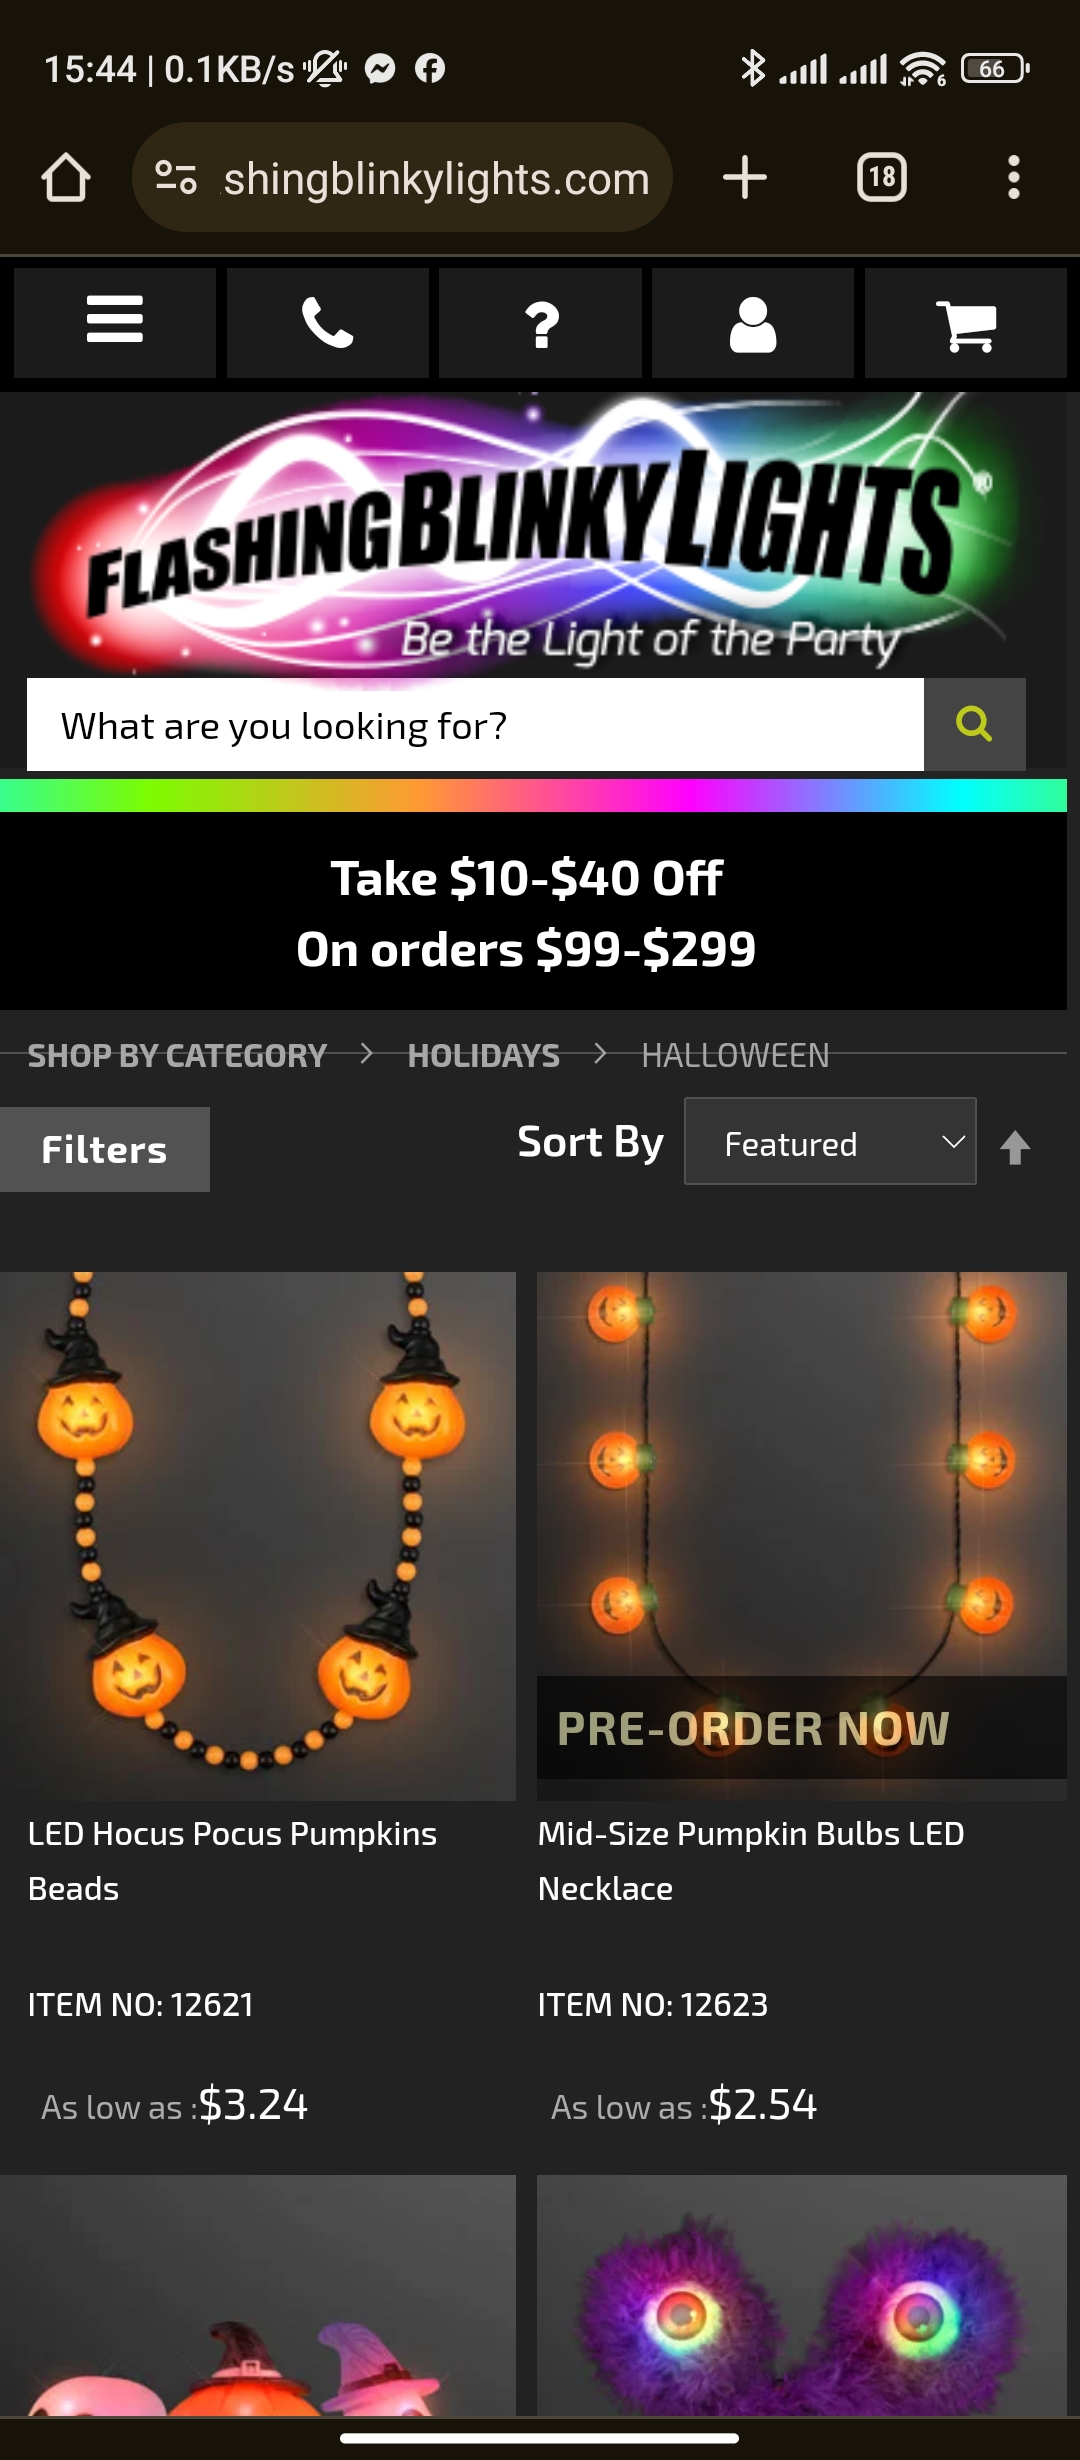 15:44 | 0.1KB/s
66
shingblinkylights.com
18
FLASHINGBLINKYLIGHTS®
Be the Light of the Party
What are you looking for?
Take $10-$40 Off
On orders $99-$299
SHOP BY CATEGORY > HOLIDAYS > HALLOWEEN
Filters
Sort By Featured
PRE-ORDER NOW
LED Hocus Pocus Pumpkins
Beads
ITEM NO: 12621
As low as :$3.24
Mid-Size Pumpkin Bulbs LED
Necklace
ITEM NO: 12623
As low as :$2.54